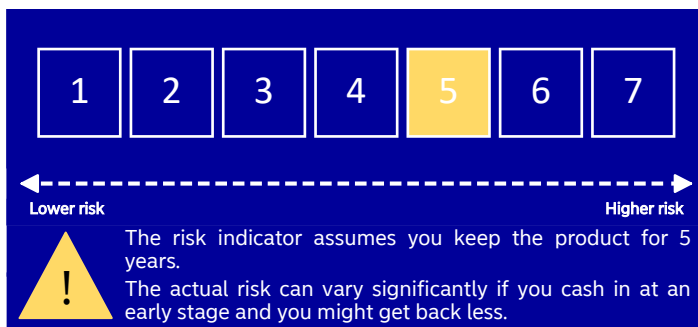 1 2 3 4 5 6 7
Lower risk Higher risk
! The risk indicator assumes you keep the product for 5
years.
The actual risk can vary significantly if you cash in at an
early stage and you might get back less.